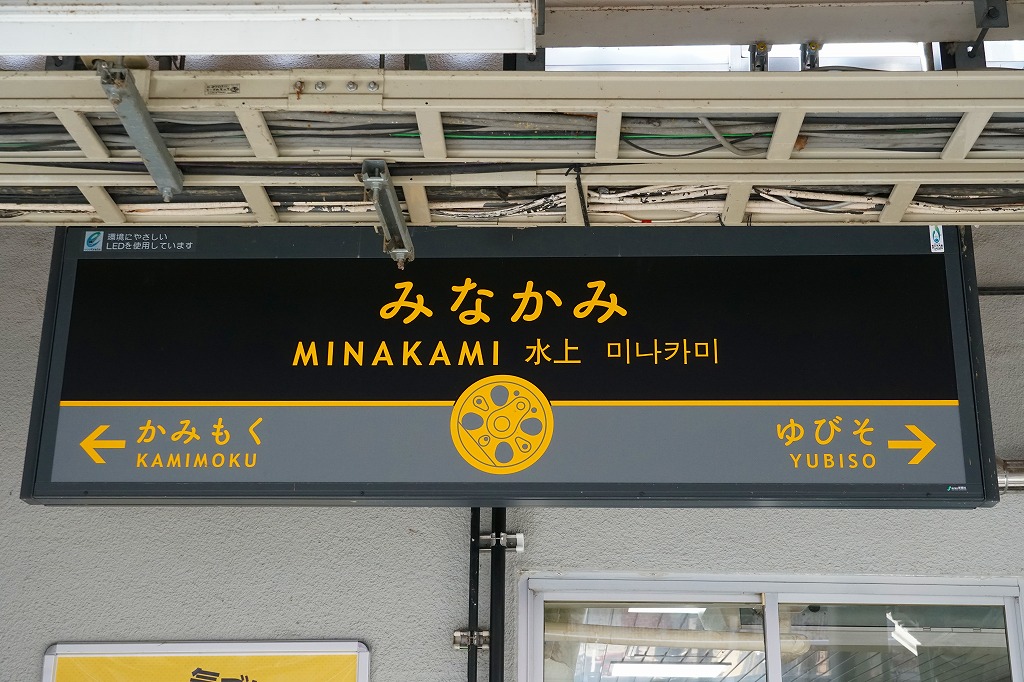 環境にやさしい
LEDを使用しています
みなかみ
MINAKAMI 水上 미나카미
かみもく
KAMIMOKU
ゆびそ
YUBISO